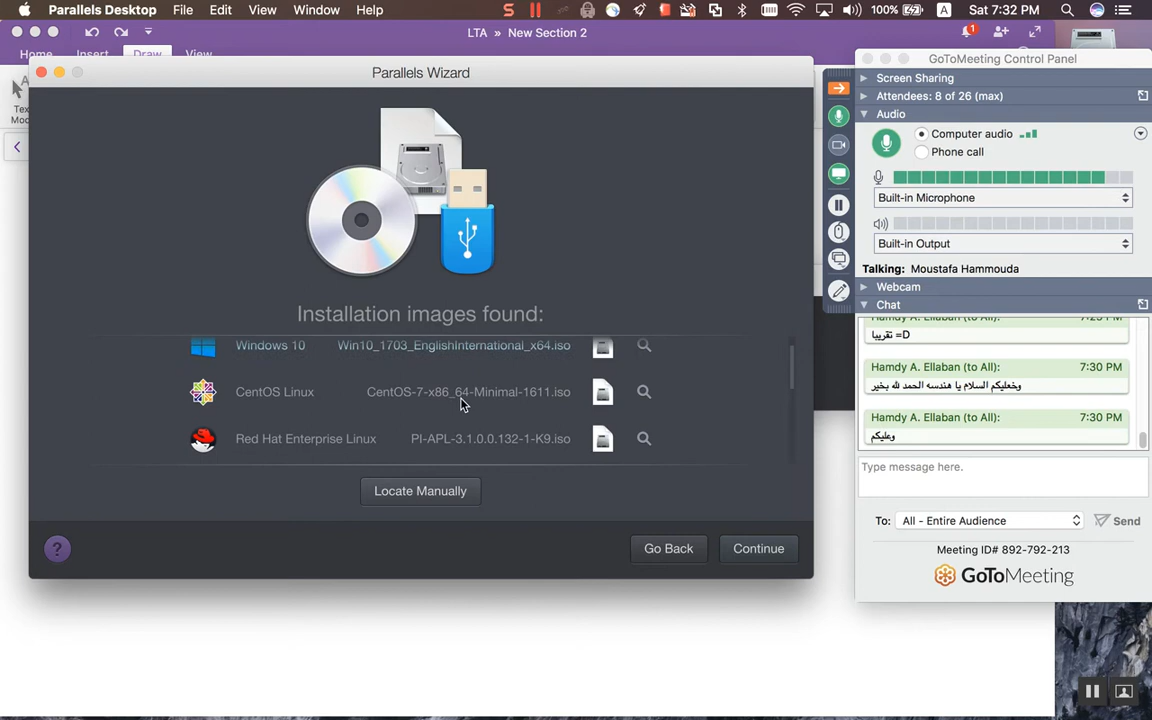 Parallels Desktop File Edit View Window Help
100% A Sat 7:32 PM
LTA » New Section 2
1
Home Insert Draw View
Parallels Wizard
Installation images found:
Windows 10 Win10_1703_EnglishInternational_x64.iso
CentOS Linux CentOS-7-x86_64-Minimal-1611.iso
Red Hat Enterprise Linux PI-APL-3.1.0.0.132-1-K9.iso
Locate Manually
?
Go Back Continue
GoToMeeting Control Panel
Screen Sharing
Attendees: 8 of 26 (max)
Audio
Computer audio
Phone call
Built-in Microphone
Built-in Output
Talking: Moustafa Hammouda
Webcam
Chat
Hamdy A. Ellaban (to All):
تقريبا =D
Hamdy A. Ellaban (to All): 7:30 PM
وخعليكم السلام يا هندسه الحمد لله بخير
Hamdy A. Ellaban (to All): 7:30 PM
وعليكم
Type message here.
To: All - Entire Audience Send
Meeting ID# 892-792-213
GoToMeeting